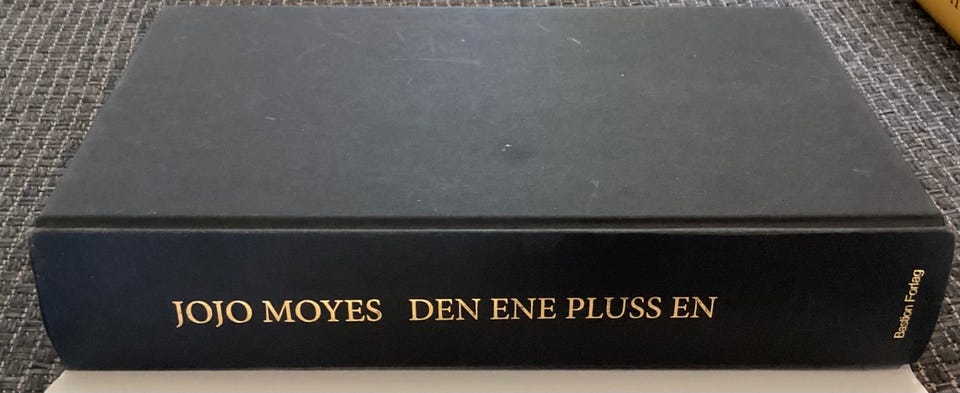 JOJO MOYES DEN ENE PLUSS EN
Bastion Forlag